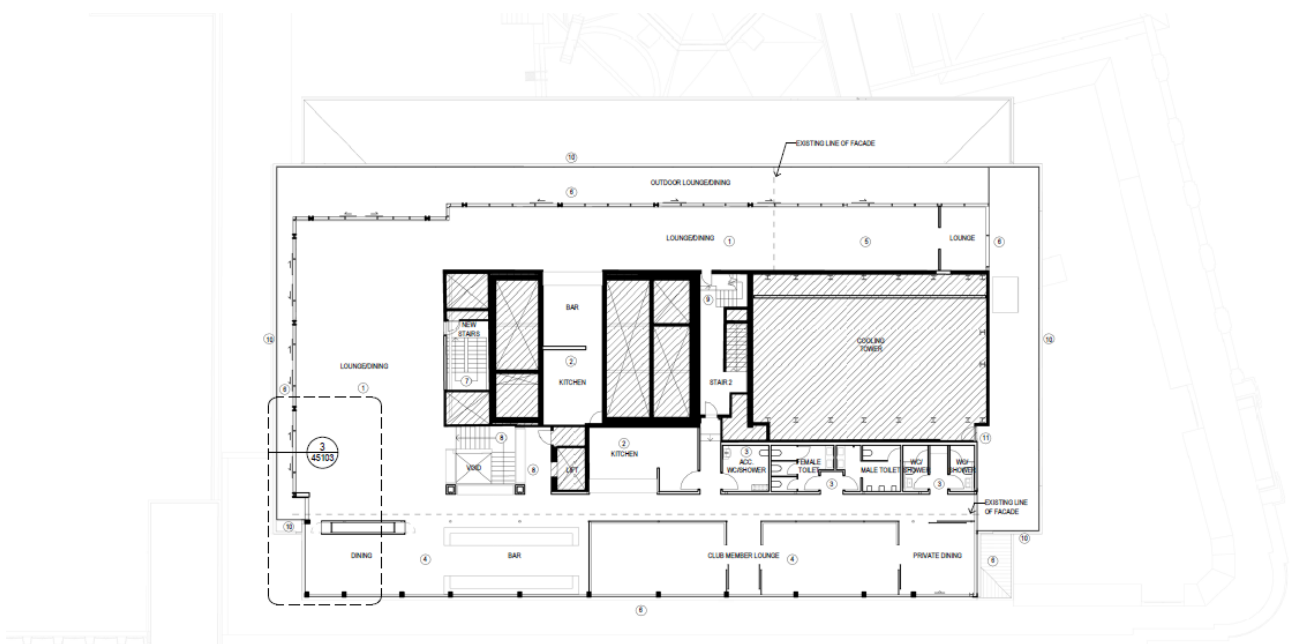 EXISTING LINE OF FACADE
10
OUTDOOR LOUNGE/DINING
6
LOUNGE/DINING
1
5
LOUNGE
6
9
BAR
NEW
STAIRS
COOLING
TOWER
10
10
2
KITCHEN
STAIR 2
7
LOUNGE/DINING
6
1
8
2
KITCHEN
11
3
45103
VOID
8
LIFT
3
ACC.
WC/SHOWER
FEMALE
TOILET
MALE TOILET
WC/
SHOWER
WC/
SHOWER
3
3
EXISTING LINE
OF FACADE
10
10
DINING
4
BAR
CLUB MEMBER LOUNGE
4
PRIVATE DINING
6
6